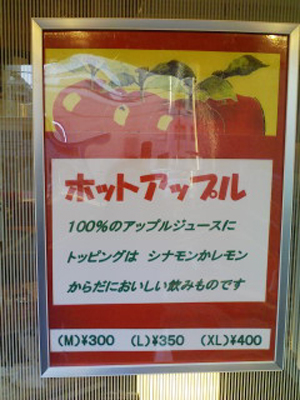 ホットアップル
100%のアップルジュースに
トッピングは シナモンかレモン
からだにおいしい飲みものです
(M)¥300 (L)¥350 (XL)¥400